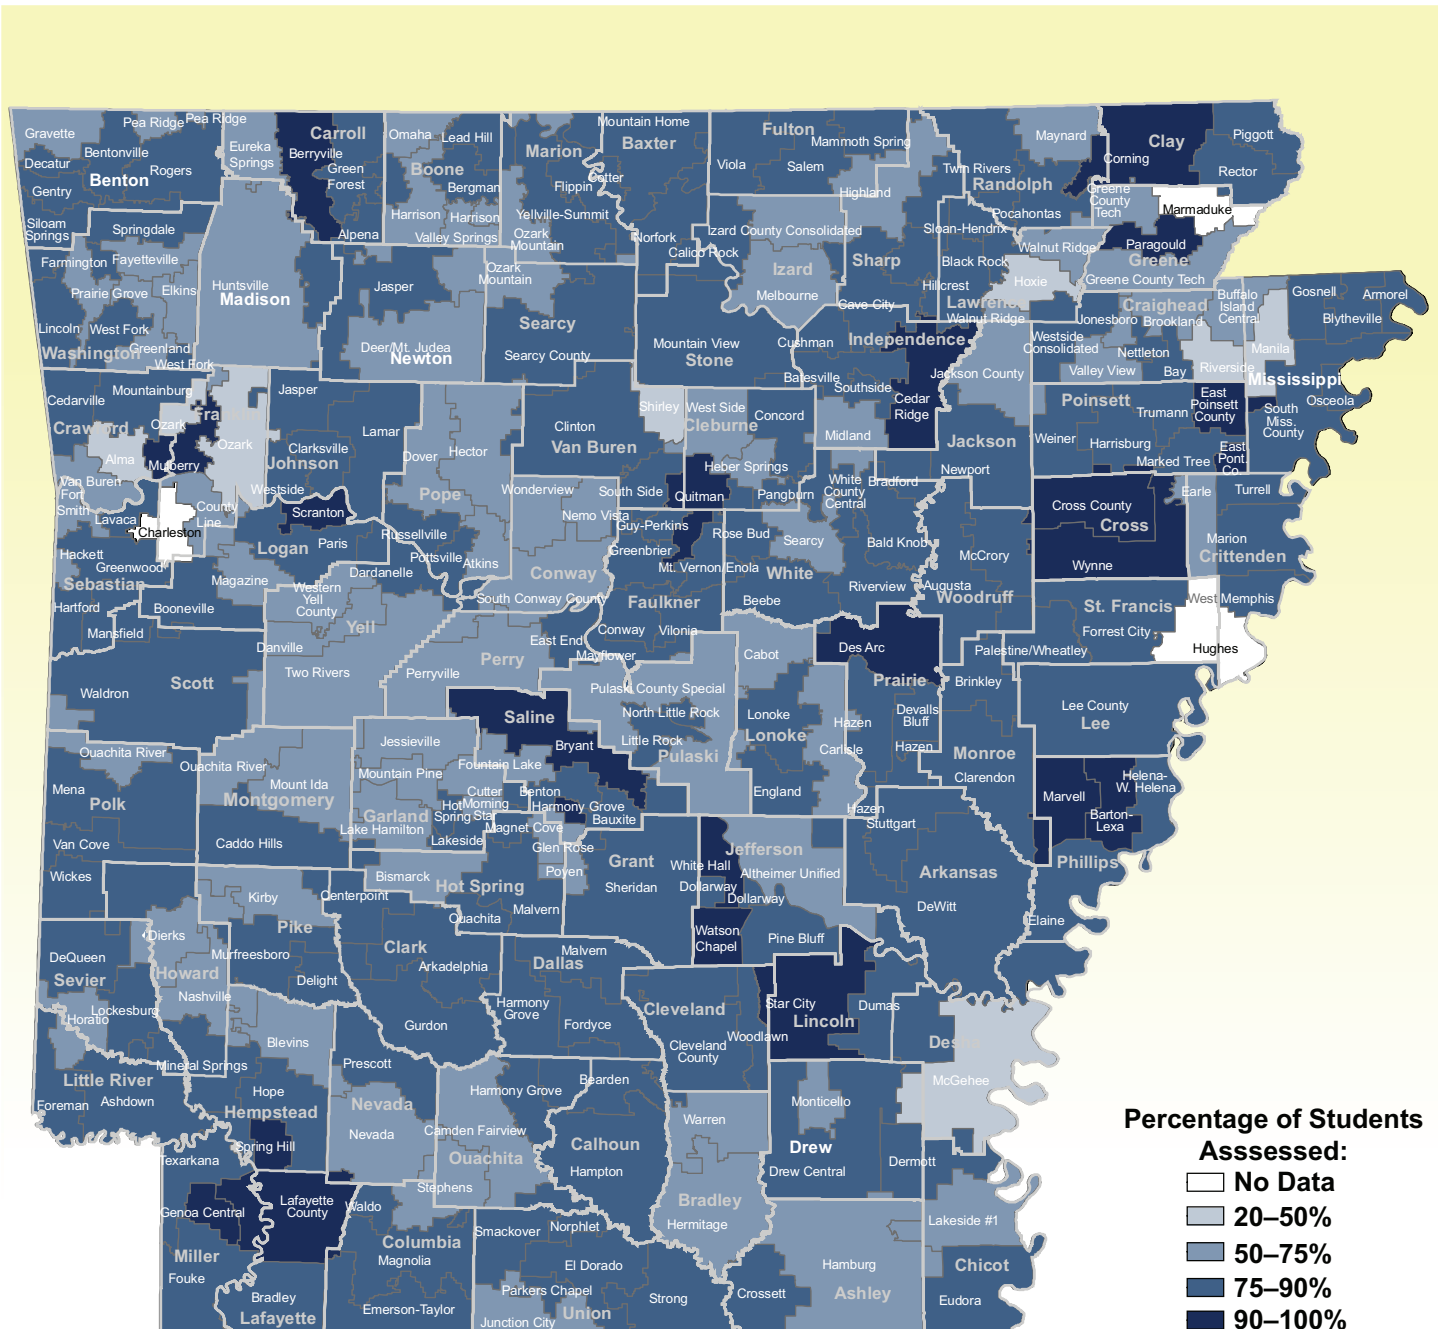 Pea Ridge
Pea Ridge
Gravette
Bentonville
Decatur
Rogers
Benton
Gentry
Siloam
Springs
Springdale
Eureka
Springs
Carroll
Berryville
Green
Forest
Alpena
Omaha
Lead Hill
Boone
Bergman
Harrison
Harrison
Valley Springs
Marion
Cotter
Flippin
Yellville-Summit
Ozark
Mountain
Mountain Home
Baxter
Norfork
Fulton
Mammoth Spring
Viola
Salem
Highland
Calico Rock
Izard County Consolidated
Izard
Melbourne
Sharp
Cave City
Maynard
Twin Rivers
Randolph
Pocahontas
Sloan-Hendrix
Walnut Ridge
Black Rock
Hillcrest
Hoxie
Lawrence
Walnut Ridge
Clay
Corning
Piggott
Rector
Greene
County
Tech
Marmaduke
Paragould
Greene
Greene County Tech
Farmington
Fayetteville
Prairie Grove
Elkins
Lincoln
West Fork
Washington
Greenland
West Fork
Huntsville
Madison
Jasper
Deer/Mt. Judea
Newton
Ozark
Mountain
Searcy
Searcy County
Mountain View
Stone
Cushman
Independence
Batesville
Southside
Cedar
Ridge
Midland
Jackson County
Jackson
Newport
Craighead
Buffalo
Island
Central
Jonesboro
Brookland
Westside
Consolidated
Nettleton
Valley View
Bay
Riverside
Manila
Gosnell
Armorel
Blytheville
Mississippi
Osceola
South
Miss.
County
Poinsett
East
Poinsett
County
Trumann
Weiner
Harrisburg
Marked Tree
East
Poin.
Co.
Mountainburg
Cedarville
Crawford
Ozark
Franklin
Ozark
Alma
Mulberry
Van Buren
Fort
Smith
Lavaca
County
Line
Charleston
Hackett
Greenwood
Sebastian
Hartford
Mansfield
Jasper
Lamar
Clarksville
Johnson
Westside
Scranton
Logan
Paris
Magazine
Booneville
Dover
Hector
Pope
Russellville
Pottsville
Atkins
Dardanelle
Western
Yell
County
Yell
Danville
Two Rivers
Clinton
Van Buren
Shirley
West Side
Cleburne
Concord
Heber Springs
Quitman
Pangburn
South Side
Wonderview
Nemo Vista
Conway
South Conway County
Guy-Perkins
Greenbrier
Mt. Vernon/Enola
Faulkner
Conway
Vilonia
Mayflower
Rose Bud
Searcy
White
County
Central
Bradford
Bald Knob
White
Riverview
Beebe
McCrory
Augusta
Woodruff
Cross County
Cross
Wynne
Earle
Turrell
Marion
Crittenden
West Memphis
Hughes
St. Francis
Forrest City
Palestine/Wheatley
Scott
Waldron
East End
Perry
Perryville
Saline
Bryant
Benton
Harmony Grove
Bauxite
Pulaski County Special
North Little Rock
Little Rock
Pulaski
Cabot
Lonoke
Lonoke
Carlisle
England
Des Arc
Prairie
Hazen
Devalls
Bluff
Hazen
Hazen
Brinkley
Monroe
Clarendon
Lee County
Lee
Marvell
Helena-
W. Helena
Barton-
Lexa
Phillips
Elaine
Ouachita River
Mena
Polk
Van Cove
Wickes
Ouachita River
Mount Ida
Montgomery
Caddo Hills
Jessieville
Mountain Pine
Fountain Lake
Cutter
Morning
Star
Hot
Spring
Garland
Lake Hamilton
Lakeside
Magnet Cove
Glen Rose
Poyen
Bismarck
Hot Spring
Malvern
Ouachita
Grant
Sheridan
White Hall
Jefferson
Altheimer Unified
Dollarway
Dollarway
Watson
Chapel
Pine Bluff
Stuttgart
Arkansas
DeWitt
Dierks
DeQueen
Sevier
Lockesburg
Horatio
Howard
Nashville
Mineral Springs
Kirby
Pike
Murfreesboro
Delight
Centerpoint
Clark
Arkadelphia
Gurdon
Malvern
Dallas
Harmony
Grove
Fordyce
Cleveland
Cleveland
County
Woodlawn
Star City
Lincoln
Dumas
Desha
McGehee
Little River
Foreman
Ashdown
Blevins
Hope
Hempstead
Spring Hill
Prescott
Nevada
Nevada
Harmony Grove
Camden Fairview
Ouachita
Stephens
Bearden
Calhoun
Hampton
Warren
Bradley
Hermitage
Monticello
Drew
Drew Central
Dermott
Texarkana
Genoa Central
Miller
Fouke
Lafayette
County
Bradley
Lafayette
Waldo
Columbia
Magnolia
Emerson-Taylor
Smackover
Norphlet
El Dorado
Parkers Chapel
Union
Junction City
Strong
Crossett
Hamburg
Ashley
Lakeside #1
Chicot
Eudora
Percentage of Students
Asssessed:
No Data
20–50%
50–75%
75–90%
90–100%